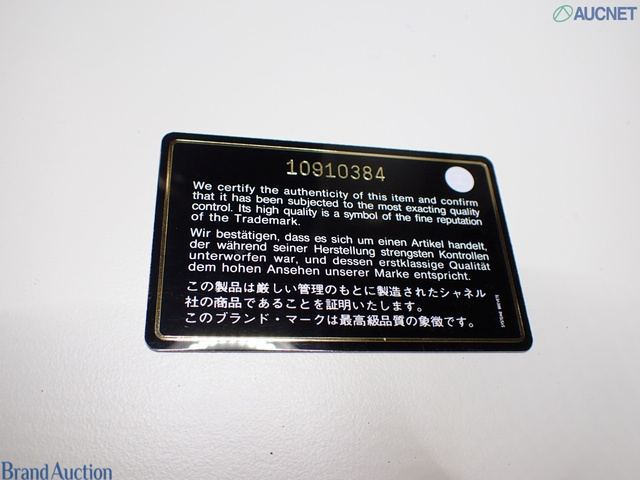 AUCNET
10910384
We certify the authenticity of this item and confirm
that it has been subjected to the most exacting quality
control. Its high quality is a symbol of the fine reputation
of the Trademark.
Wir bestätigen, dass es sich um einen Artikel handelt,
der während seiner Herstellung strengsten Kontrollen
unterworfen war, und dessen erstklassige Qualität
dem hohen Ansehen unserer Marke entspricht.
この製品は厳しい管理のもとに製造されたシャネル
社の商品であることを証明いたします。
このブランド・マークは最高級品質の象徴です。
Brand Auction